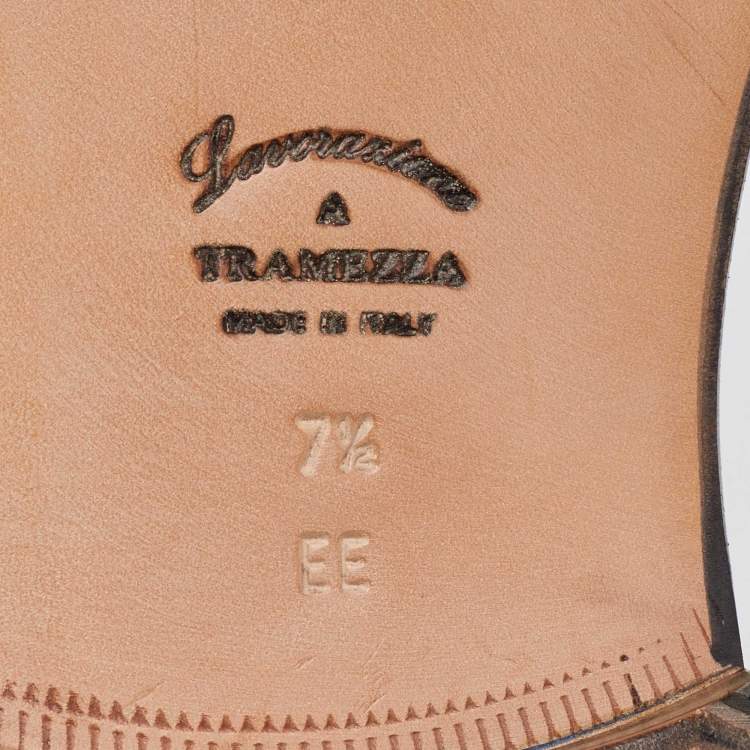 Lavorazione
A
TRAMEZZA
MADE IN ITALY
7½
EE